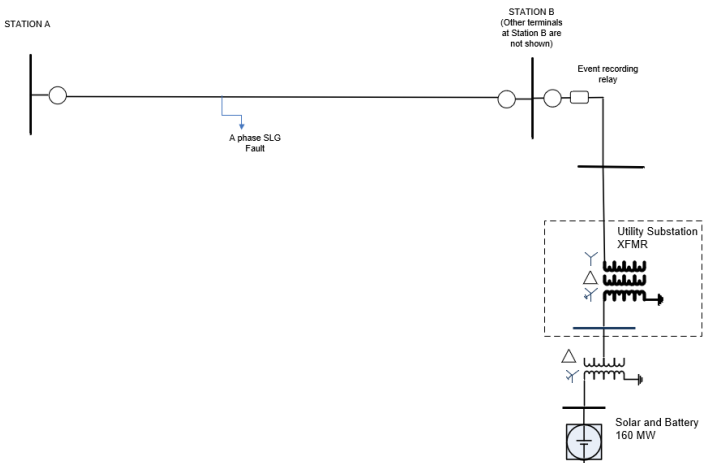 STATION A
STATION B
(Other terminals
at Station B are
not shown)
Event recording
relay
A phase SLG
Fault
Utility Substation
XFMR
Solar and Battery
160 MW